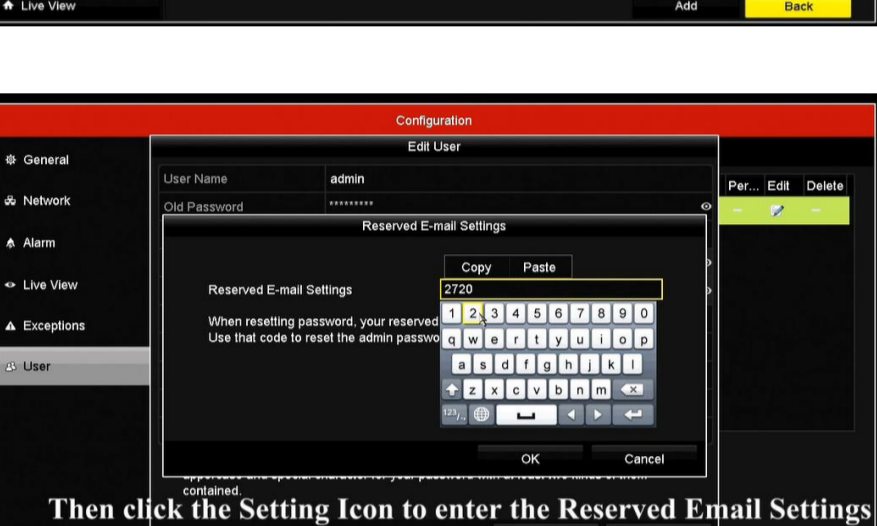 Live View
Add Back
Configuration
Edit User
General
User Name admin
Per... Edit Delete
Network
Old Password *********
Reserved E-mail Settings
Alarm
Copy Paste
Live View
Reserved E-mail Settings 2720
1 2 3 4 5 6 7 8 9 0
When resetting password, your reserved
Exceptions
Use that code to reset the admin passwo
q w e r t y u i o p
User
a s d f g h j k l
z x c v b n m
123/,.
OK Cancel
contained.
Then click the Setting Icon to enter the Reserved Email Settings